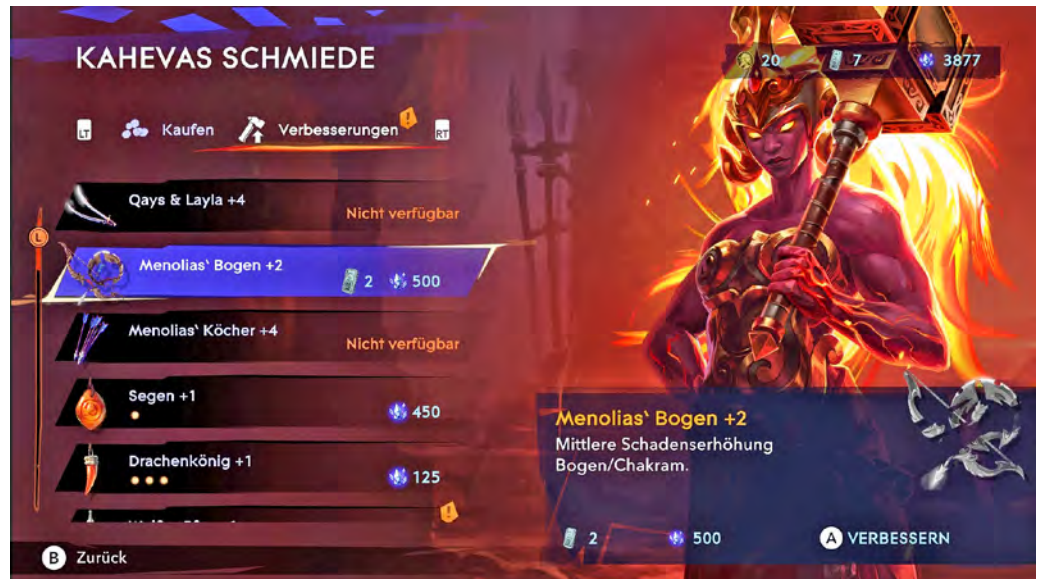 KAHEVAS SCHMIEDE
20 7 3877
LT Kaufen Verbesserungen RT
Qays & Layla +4
Nicht verfügbar
L
Menolias` Bogen +2
2 500
Menolias` Köcher +4
Nicht verfügbar
Segen +1
450
Drachenkönig +1
125
Menolias` Bogen +2
Mittlere Schadenserhöhung
Bogen/Chakram.
2 500 A VERBESSERN
B Zurück